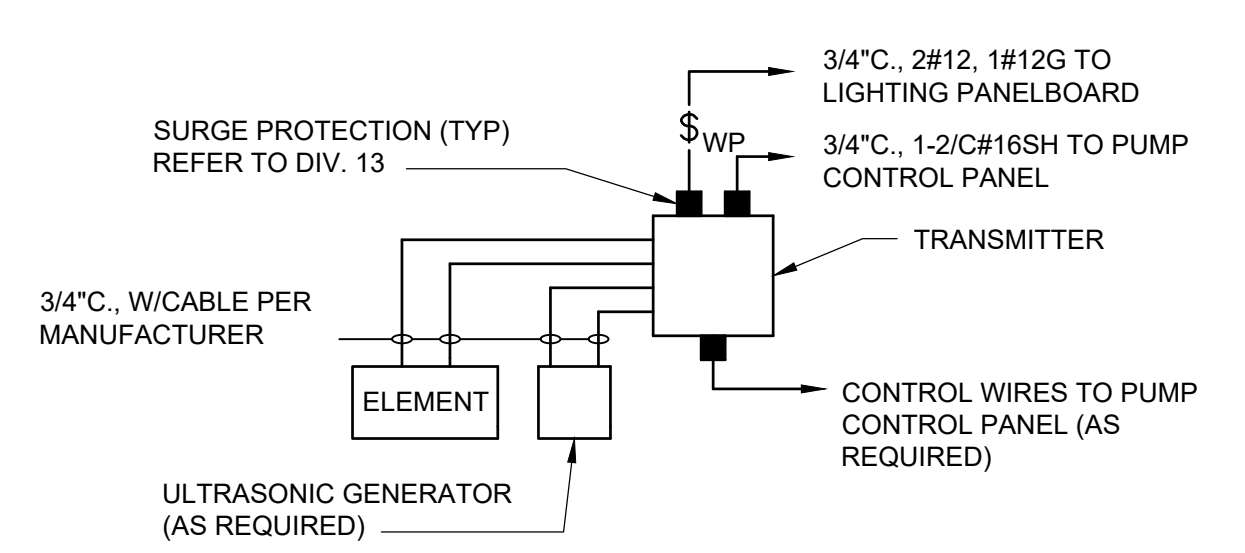 3/4"C., 2#12, 1#12G TO
LIGHTING PANELBOARD
SURGE PROTECTION (TYP)
REFER TO DIV. 13
$
WP
3/4"C., 1-2/C#16SH TO PUMP
CONTROL PANEL
TRANSMITTER
3/4"C., W/CABLE PER
MANUFACTURER
ELEMENT
CONTROL WIRES TO PUMP
CONTROL PANEL (AS
REQUIRED)
ULTRASONIC GENERATOR
(AS REQUIRED)